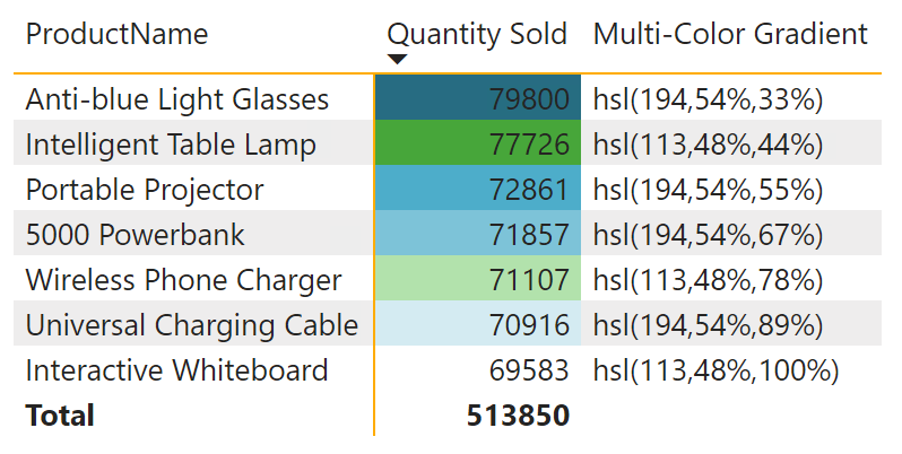 ProductName Quantity Sold Multi-Color Gradient
Anti-blue Light Glasses 79800 hsl(194,54%,33%)
Intelligent Table Lamp 77726 hsl(113,48%,44%)
Portable Projector 72861 hsl(194,54%,55%)
5000 Powerbank 71857 hsl(194,54%,67%)
Wireless Phone Charger 71107 hsl(113,48%,78%)
Universal Charging Cable 70916 hsl(194,54%,89%)
Interactive Whiteboard 69583 hsl(113,48%,100%)
Total 513850